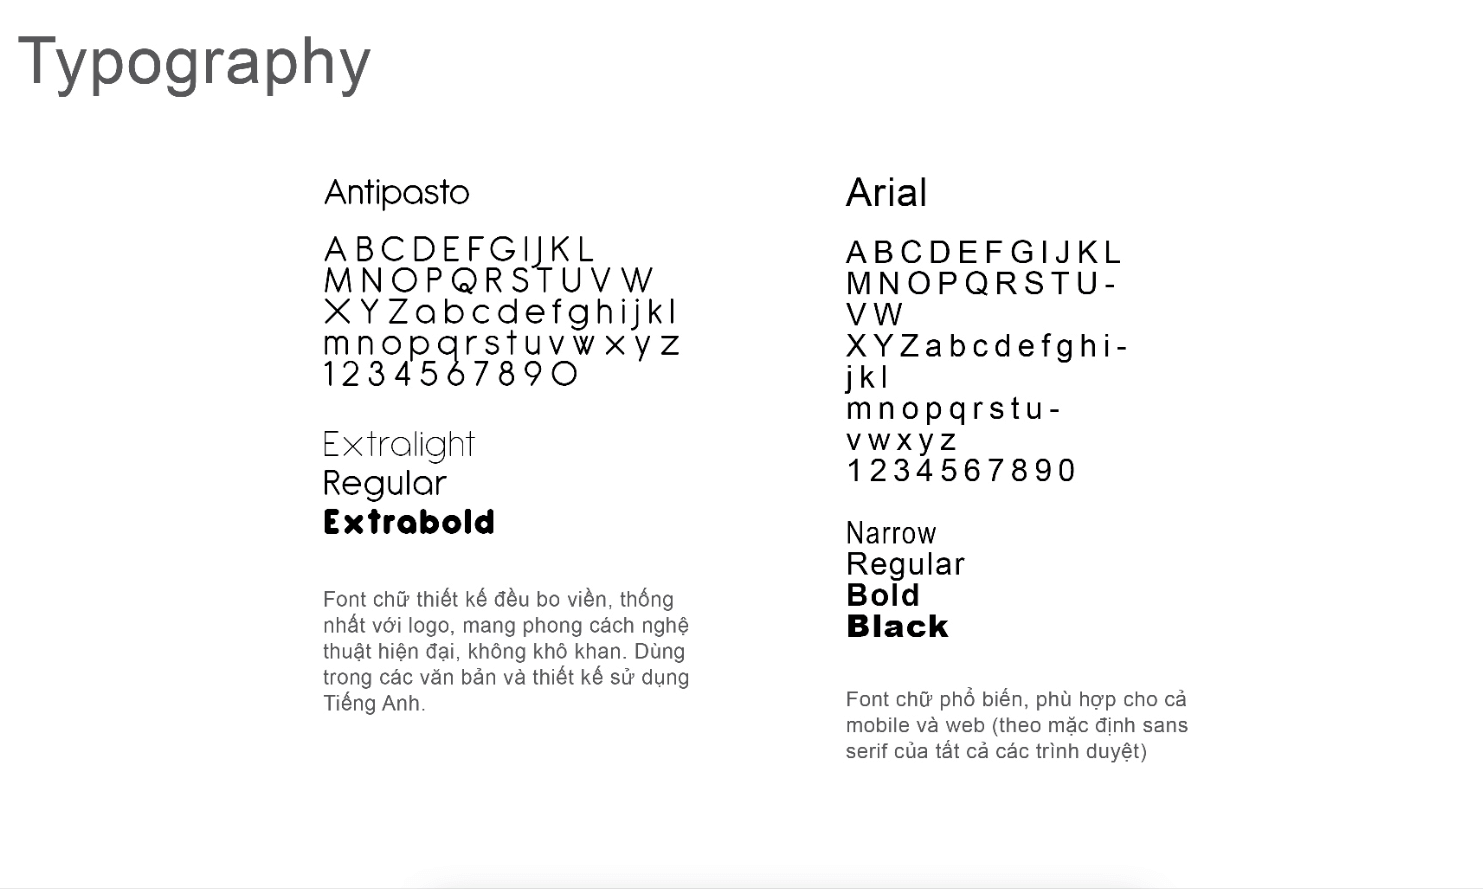 Typography
Antipasto
A B C D E F G I J K L
M N O P Q R S T U V W
X Y Z a b c d e f g h i j k l
m n o p q r s t u v w x y z
1 2 3 4 5 6 7 8 9 0
Extralight
Regular
Extrabold
Font chữ thiết kế đều bo viền, thống
nhất với logo, mang phong cách nghệ
thuật hiện đại, không khô khan. Dùng
trong các văn bản và thiết kế sử dụng
Tiếng Anh.
Arial
A B C D E F G I J K L
M N O P Q R S T U -
V W
X Y Z a b c d e f g h i -
j k l
m n o p q r s t u -
v w x y z
1 2 3 4 5 6 7 8 9 0
Narrow
Regular
Bold
Black
Font chữ phổ biến, phù hợp cho cả
mobile và web (theo mặc định sans
serif của tất cả các trình duyệt)